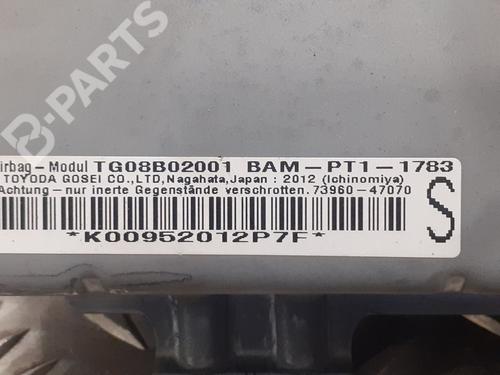 B-PARTS
irbag - Modul TG08B02001 BAM-PT1-1783
TOYODA GOSEI CO.,LTD,Nagahata,Japan : 2012 (Ichinomiya)
Achtung - nur inerte Gegenstände verschrotten. 73960-47070
S
*K00952012P7F*